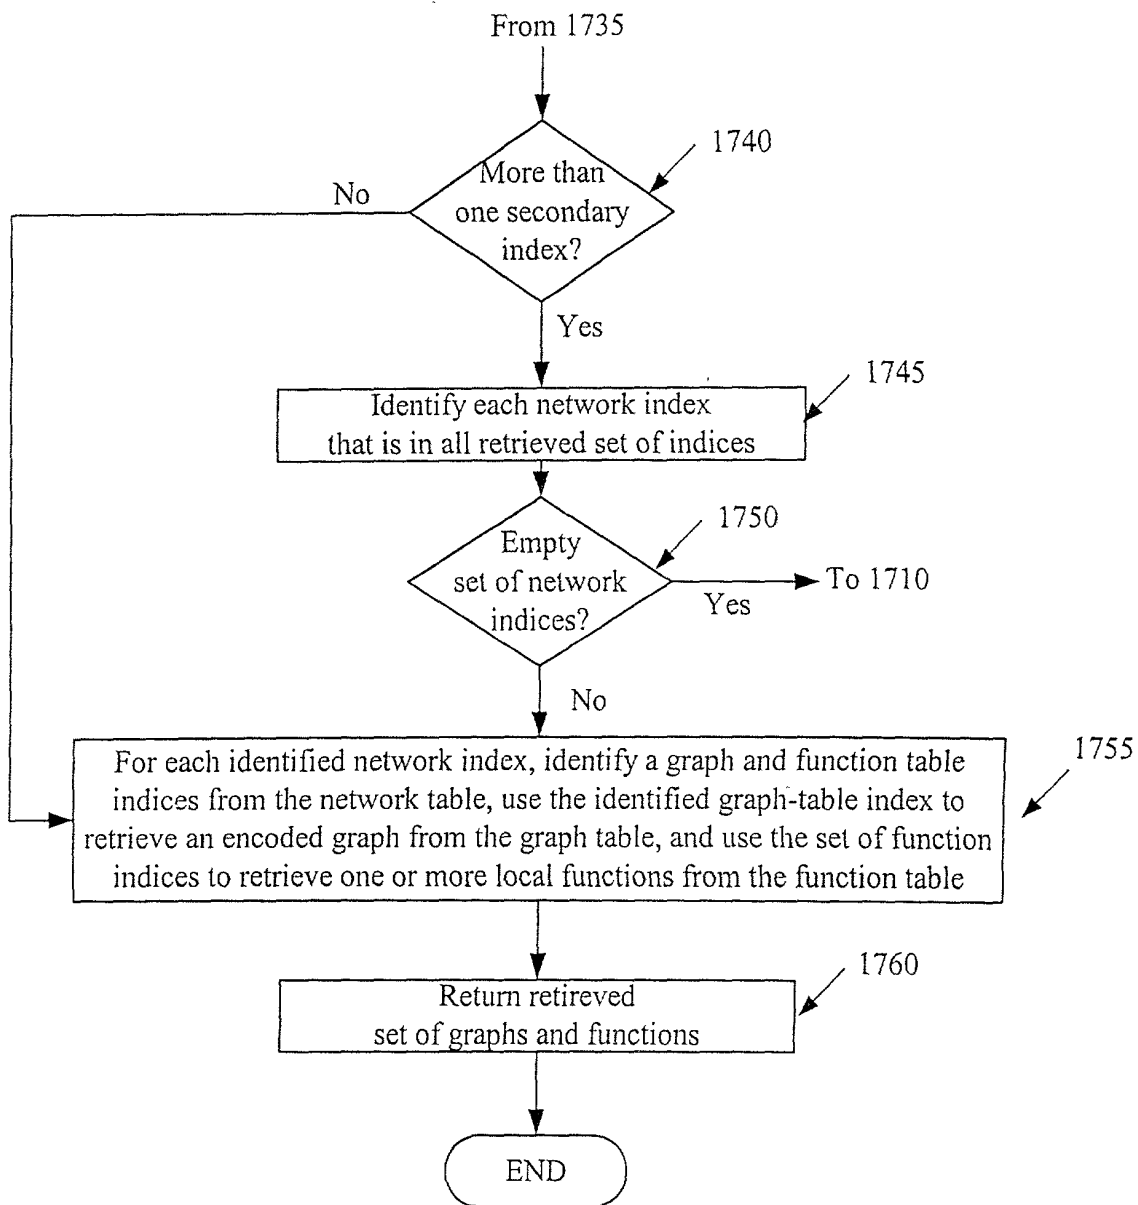 From 1735
1740
More than
one secondary
index?
No
Yes
1745
Identify each network index
that is in all retrieved set of indices
1750
Empty
set of network
indices?
To 1710
Yes
No
1755
For each identified network index, identify a graph and function table
indices from the network table, use the identified graph-table index to
retrieve an encoded graph from the graph table, and use the set of function
indices to retrieve one or more local functions from the function table
1760
Return retireved
set of graphs and functions
END